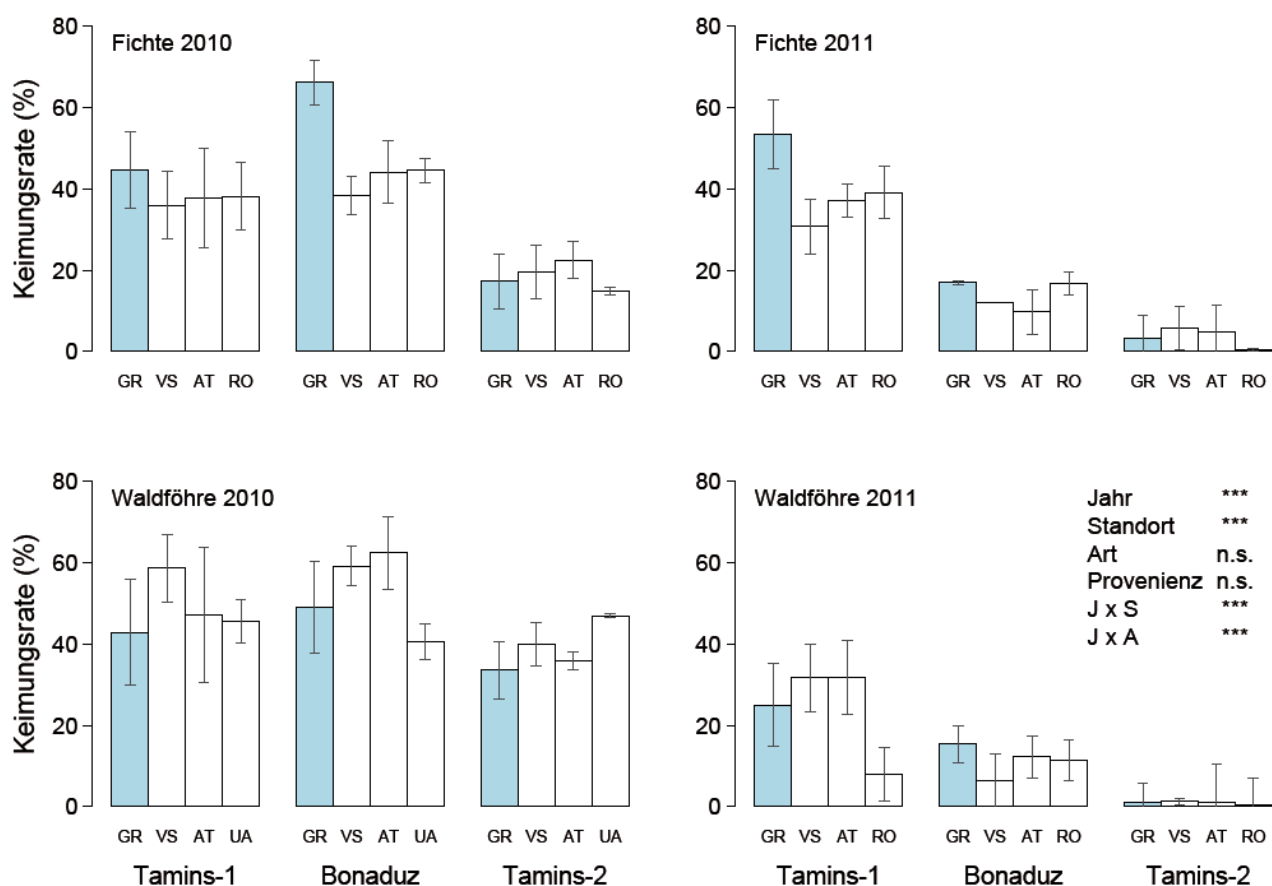 Fichte 2010
Keimungsrate (%)
80
60
40
20
0
GR VS AT RO GR VS AT RO GR VS AT RO
Fichte 2011
80
60
40
20
0
GR VS AT RO GR VS AT RO GR VS AT RO
Waldföhre 2010
Keimungsrate (%)
80
60
40
20
0
GR VS AT UA GR VS AT UA GR VS AT UA
Tamins-1 Bonaduz Tamins-2
Waldföhre 2011
80
60
40
20
0
Jahr ***
Standort ***
Art n.s.
Provenienz n.s.
J x S ***
J x A ***
GR VS AT RO GR VS AT RO GR VS AT RO
Tamins-1 Bonaduz Tamins-2